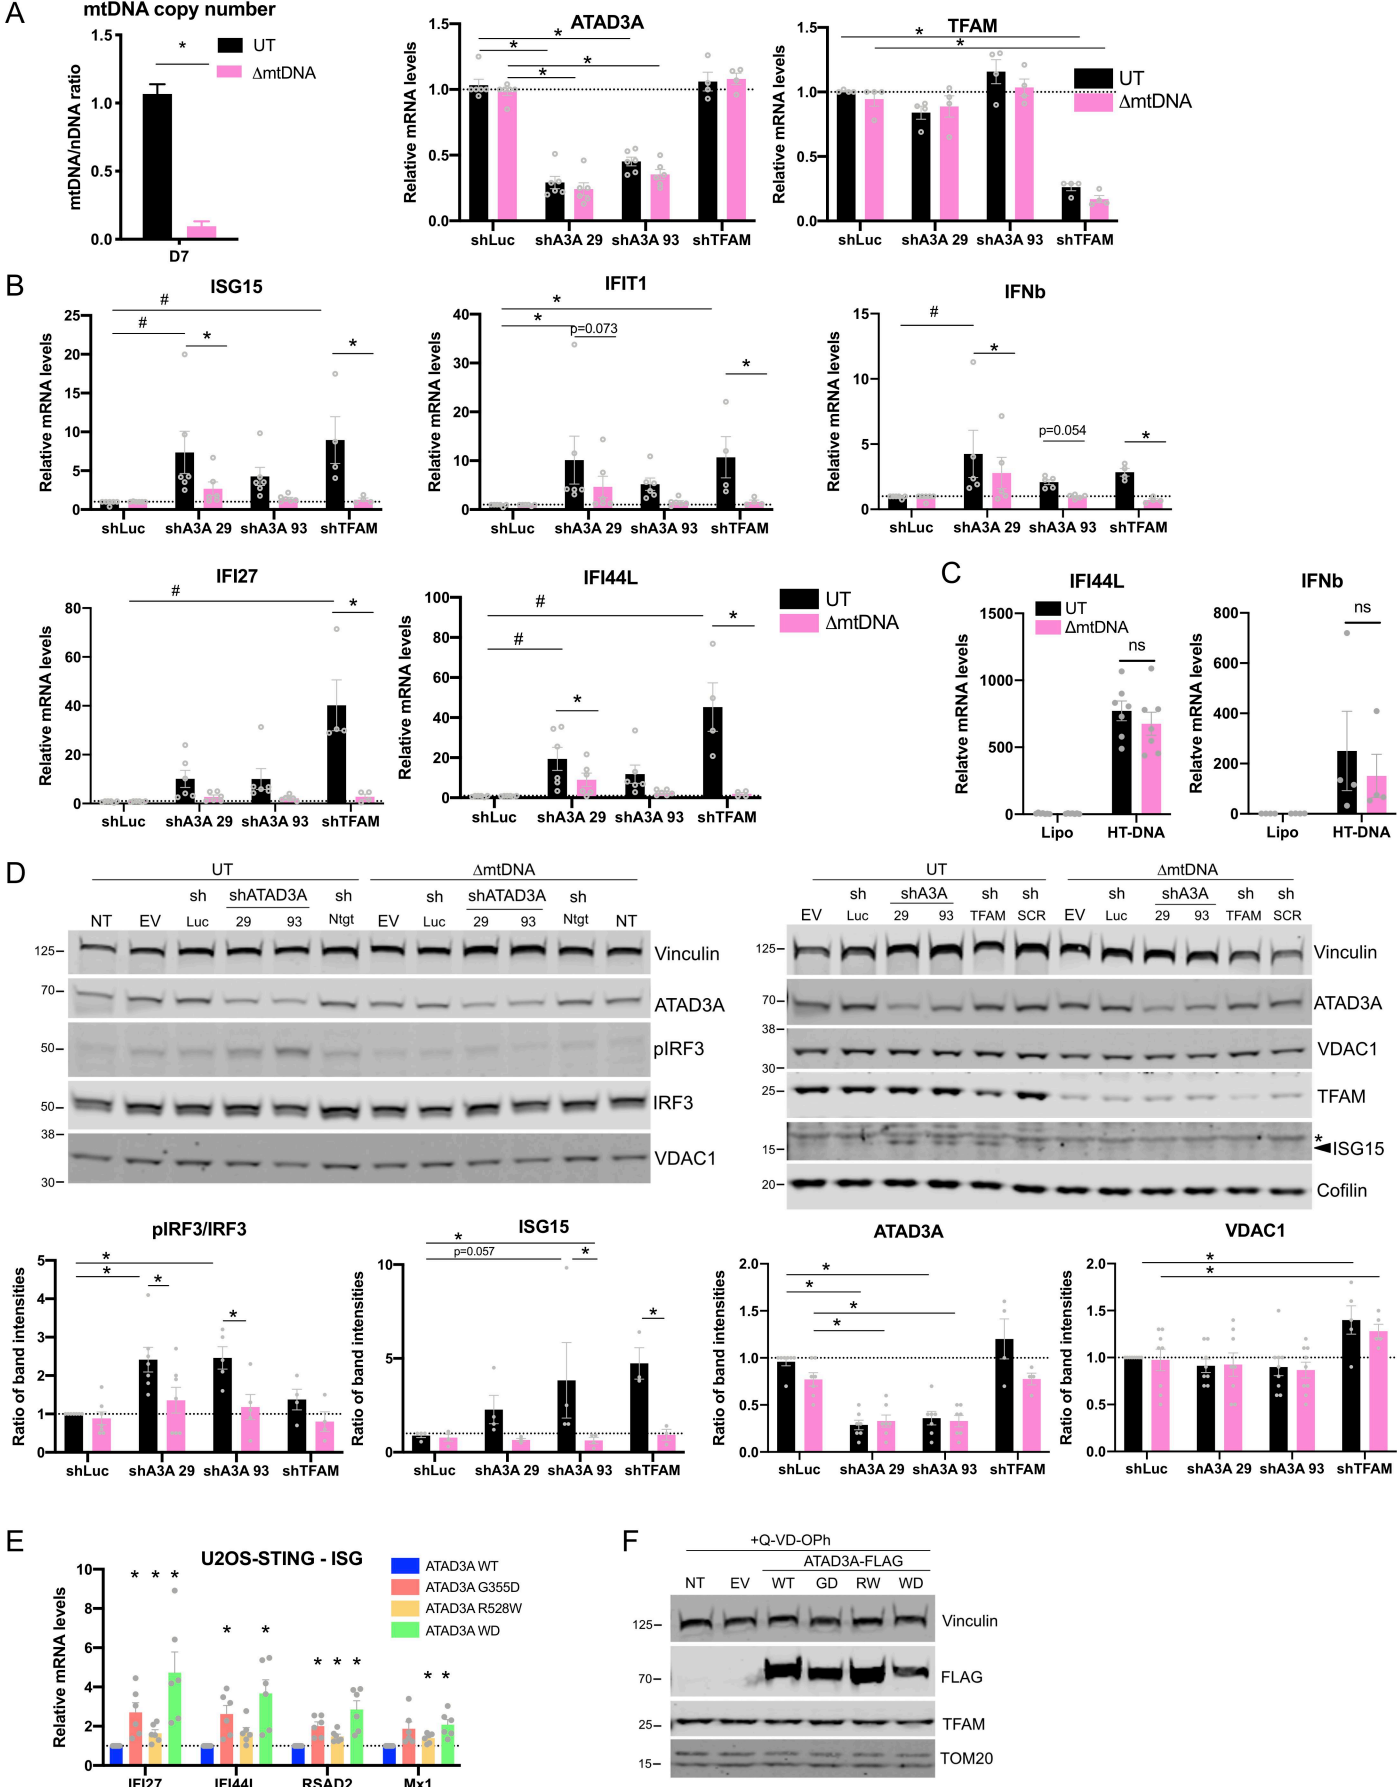 A
mtDNA copy number
mtDNA/nDNA ratio
1.5
1.0
0.5
0.0
*
UT
ΔmtDNA
D7
ATAD3A
Relative mRNA levels
1.5
1.0
0.5
0.0
*
*
*
*
shLuc shA3A 29 shA3A 93 shTFAM
TFAM
Relative mRNA levels
1.5
1.0
0.5
0.0
*
*
UT
ΔmtDNA
shLuc shA3A 29 shA3A 93 shTFAM
B
ISG15
Relative mRNA levels
25
20
15
10
5
0
#
#
*
*
shLuc shA3A 29 shA3A 93 shTFAM
IFIT1
Relative mRNA levels
40
30
20
10
0
*
*
p=0.073
*
shLuc shA3A 29 shA3A 93 shTFAM
IFNb
Relative mRNA levels
15
10
5
0
#
*
p=0.054
*
shLuc shA3A 29 shA3A 93 shTFAM
IFI27
Relative mRNA levels
80
60
40
20
0
#
*
shLuc shA3A 29 shA3A 93 shTFAM
IFI44L
Relative mRNA levels
100
80
60
40
20
0
#
#
*
*
shLuc shA3A 29 shA3A 93 shTFAM
UT
ΔmtDNA
C
IFI44L
Relatve mRNA levels
1500
1000
500
0
UT
ΔmtDNA
ns
Lipo HT-DNA
IFNb
Relative mRNA levels
800
600
400
200
0
ns
Lipo HT-DNA
D
UT ΔmtDNA
sh shATAD3A sh sh shATAD3A sh
NT EV Luc 29 93 Ntgt EV Luc 29 93 Ntgt NT
125 Vinculin
70 ATAD3A
50 pIRF3
50 IRF3
38
VDAC1
30
UT ΔmtDNA
sh shA3A sh sh sh shA3A sh sh
EV Luc 29 93 TFAM SCR EV Luc 29 93 TFAM SCR
125 Vinculin
70 ATAD3A
38
VDAC1
30
25 TFAM
*
15 ISG15
20 Cofilin
pIRF3/IRF3
Ratio of band intensities
5
4
3
2
1
0
*
*
*
*
shLuc shA3A 29 shA3A 93 shTFAM
ISG15
Ratio of band intensities
10
5
0
*
p=0.057
*
*
shLuc shA3A 29 shA3A 93 shTFAM
ATAD3A
Ratio of band intensities
2.0
1.5
1.0
0.5
0.0
*
*
*
*
shLuc shA3A 29 shA3A 93 shTFAM
VDAC1
Ratio of band intensities
2.0
1.5
1.0
0.5
0.0
*
*
shLuc shA3A 29 shA3A 93 shTFAM
E
U2OS-STING - ISG
Relative mRNA levels
10
8
6
4
2
0
* * *
* *
* * *
* *
ATAD3A WT
ATAD3A G355D
ATAD3A R528W
ATAD3A WD
IFI27 IFI44L RSAD2 Mx1
F
+Q-VD-OPh
ATAD3A-FLAG
NT EV WT GD RW WD
125 Vinculin
70 FLAG
25 TFAM
15 TOM20